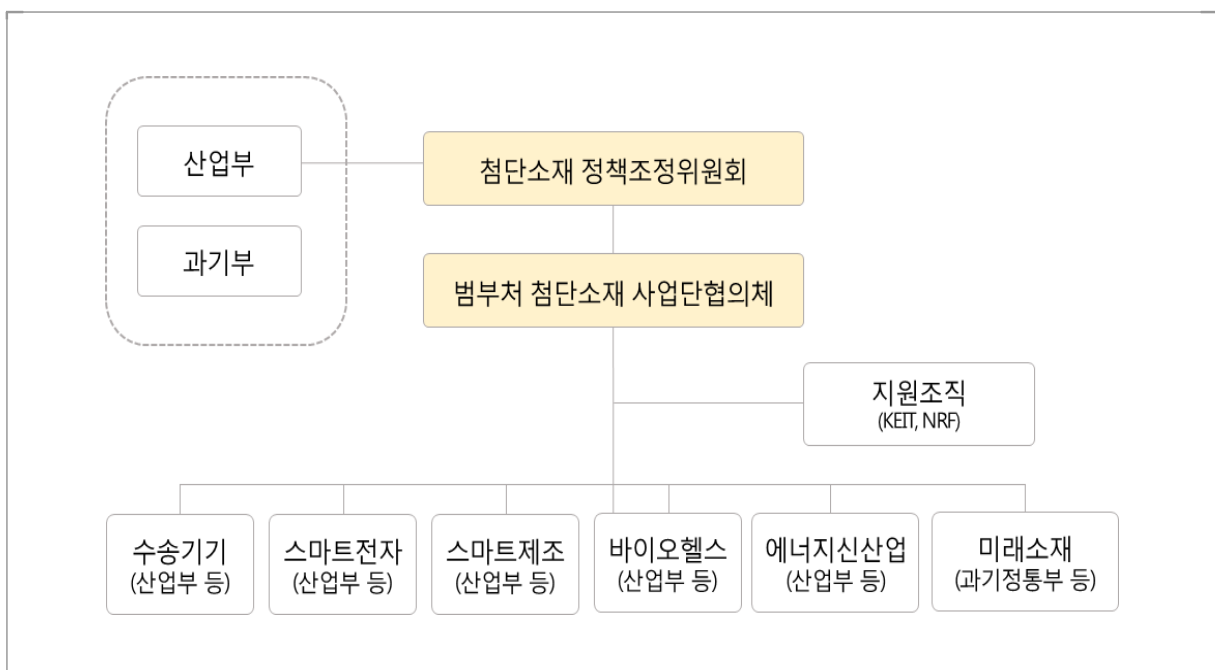 산업부
과기부
첨단소재 정책조정위원회
범부처 첨단소재 사업단협의체
지원조직
(KEIT, NRF)
수송기기
(산업부 등)
스마트전자
(산업부 등)
스마트제조
(산업부 등)
바이오헬스
(산업부 등)
에너지신산업
(산업부 등)
미래소재
(과기정통부 등)